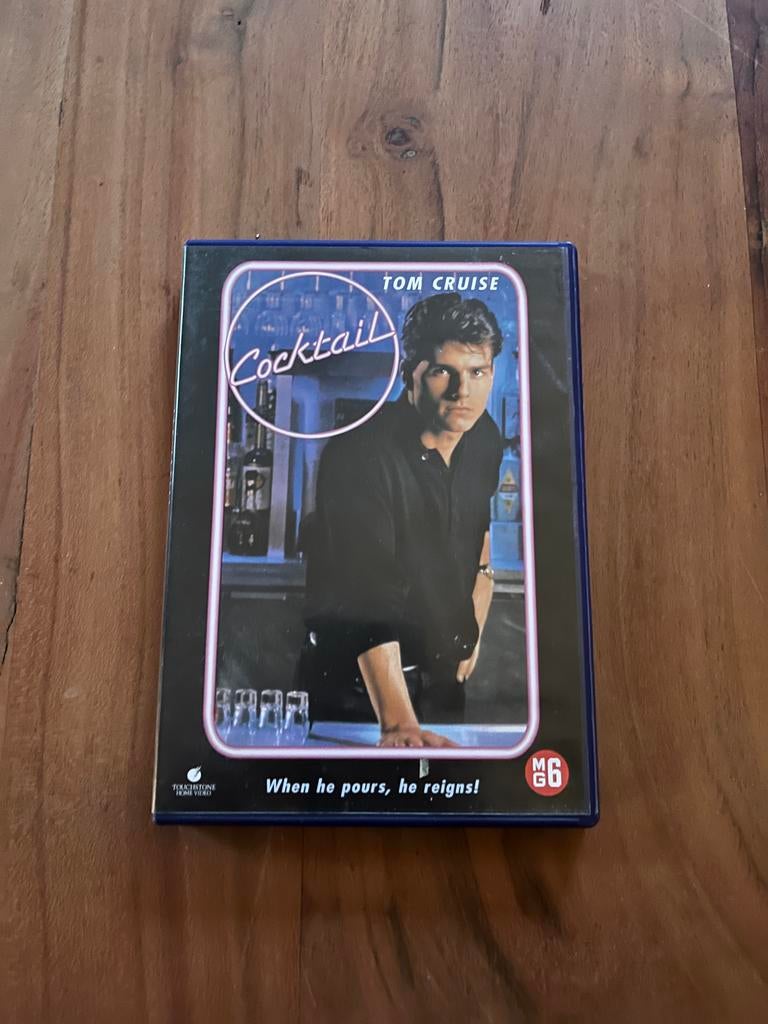 TOM CRUISE
Cocktail
When he pours, he reigns!
TOUCHSTONE
HOME VIDEO
MG6